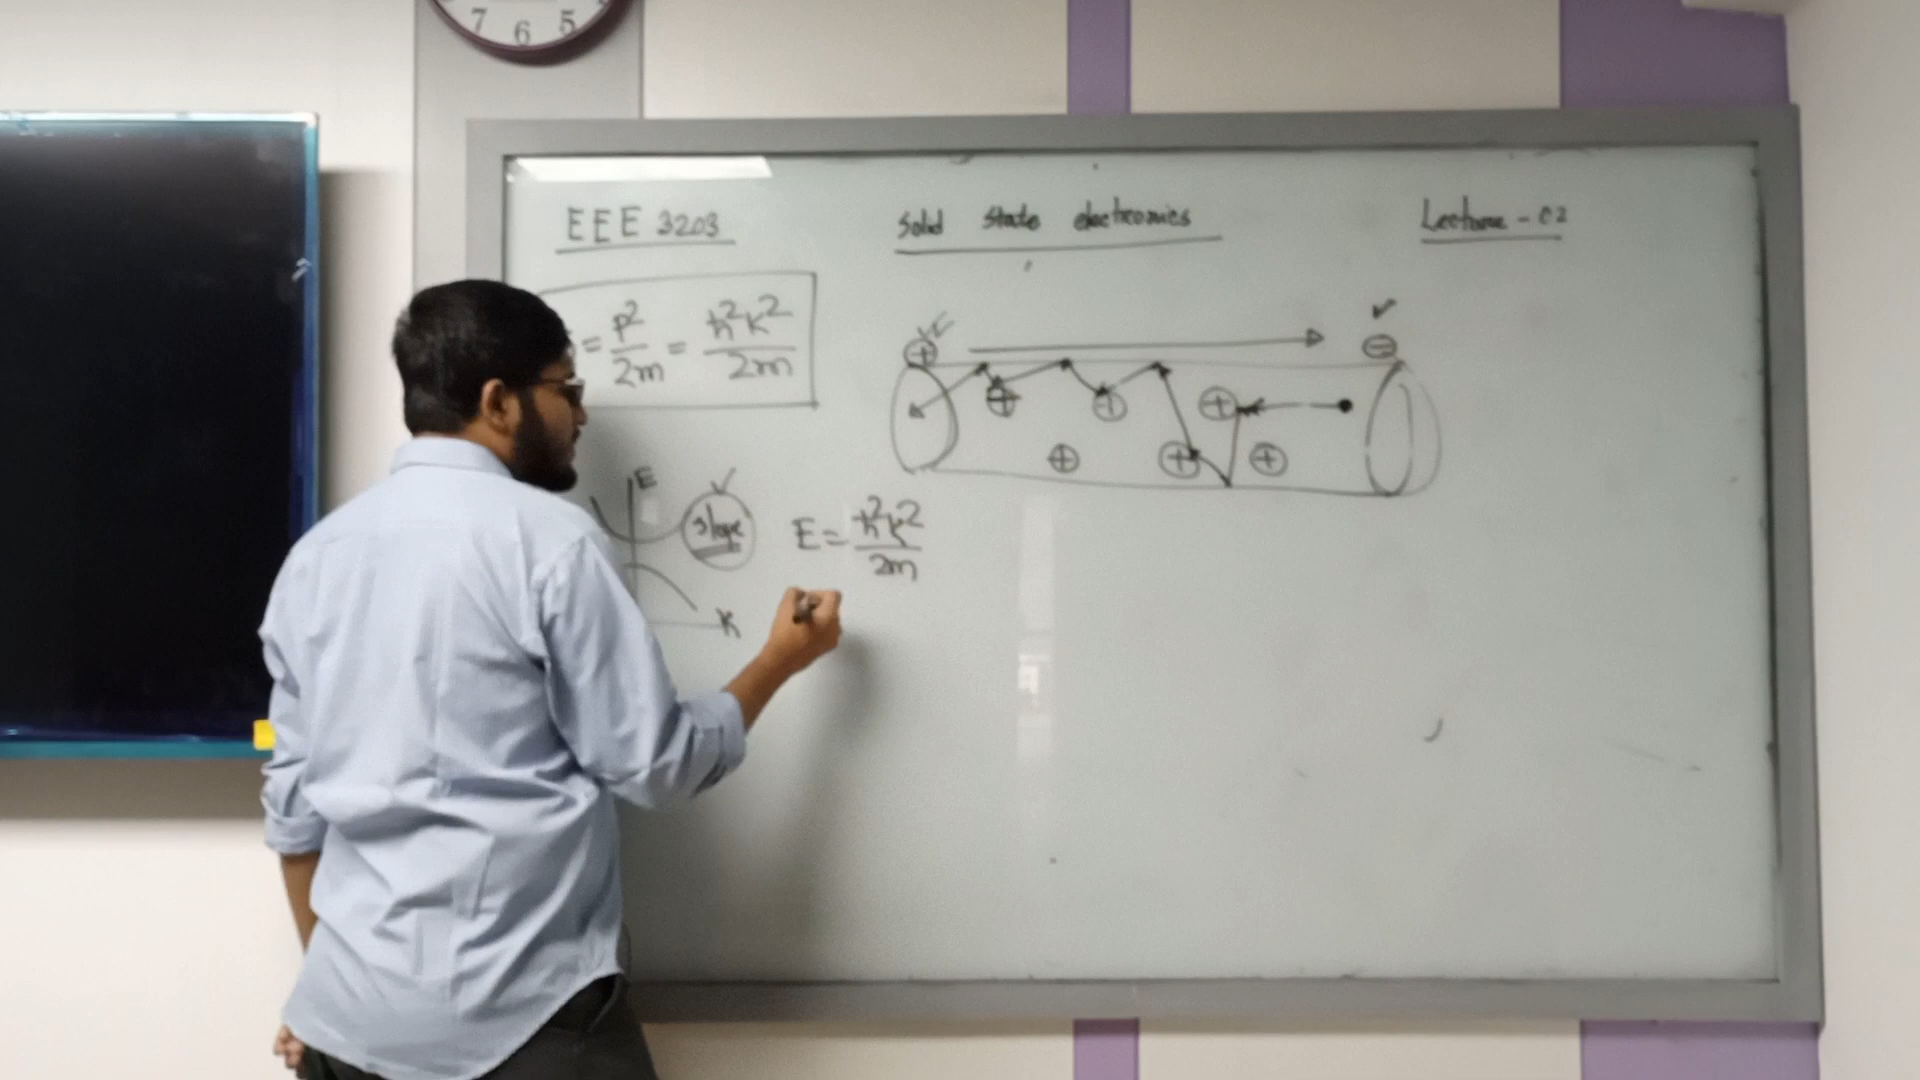 7 6 5
EEE 3203 Solid State electronics Lecture - 02
= p²/2m = ħ²k²/2m
⊕ ⊖
⊕ ⊕ ⊕
⊕ ⊕ ⊕
E
slope
E = ħ²k²/2m
K